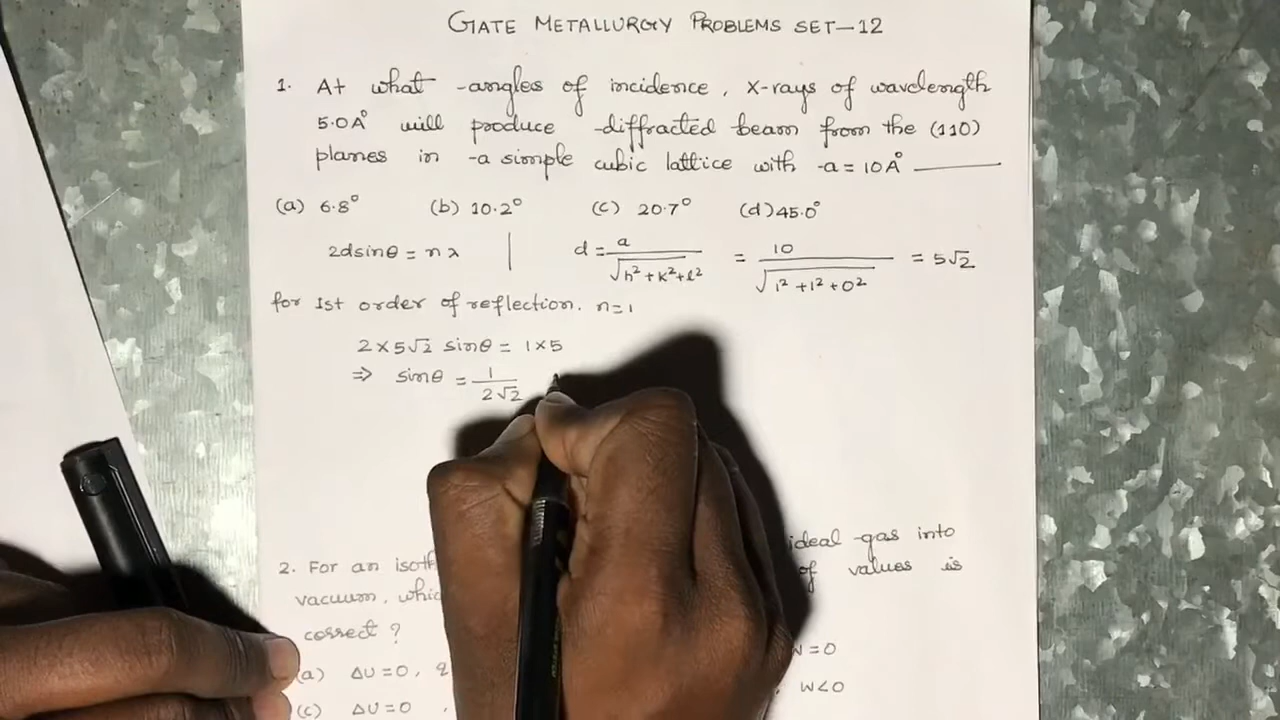 GATE METALLURGY PROBLEMS SET-12
1. At what angles of incidence, X-rays of wavelength
5.0A° will produce diffracted beam from the (110)
planes in a simple cubic lattice with a = 10A° ______
(a) 6.8° (b) 10.2° (c) 20.7° (d) 45.0°
2dsinθ = nλ | d = a/√(h²+k²+l²) = 10/√(1²+1²+0²) = 5√2
for 1st order of reflection. n=1
2×5√2 sinθ = 1×5
⇒ sinθ = 1/(2√2)
2. For an ideal gas into
vacuum, of values is
correct ?
(a) ΔU=0, =0
(c) ΔU=0 , W<0